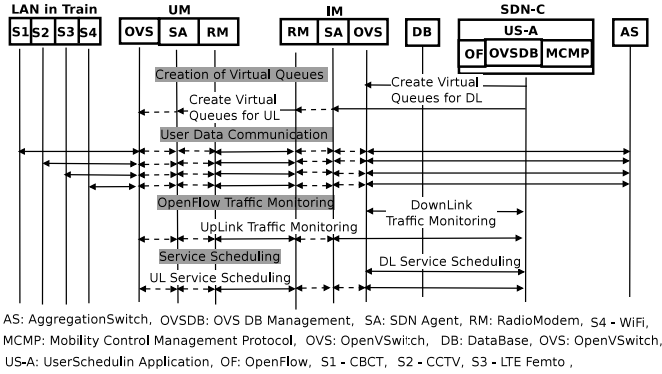 LAN in Train UM IM SDN-C
S1 S2 S3 S4 OVS SA RM RM SA OVS DB US-A AS
OF OVSDB MCMP
Creation of Virtual Queues
Create Virtual
Queues for DL
Create Virtual
Queues for UL
User Data Communication
OpenFlow Traffic Monitoring
DownLink
Traffic Monitoring
UpLink Traffic Monitoring
Service Scheduling
DL Service Scheduling
UL Service Scheduling
AS: AggregationSwitch, OVSDB: OVS DB Management, SA: SDN Agent, RM: RadioModem, S4 - WiFi,
MCMP: Mobility Control Management Protocol, OVS: OpenVSwitch, DB: DataBase, OVS: OpenVSwitch,
US-A: UserSchedulin Application, OF: OpenFlow, S1 - CBCT, S2 - CCTV, S3 - LTE Femto ,